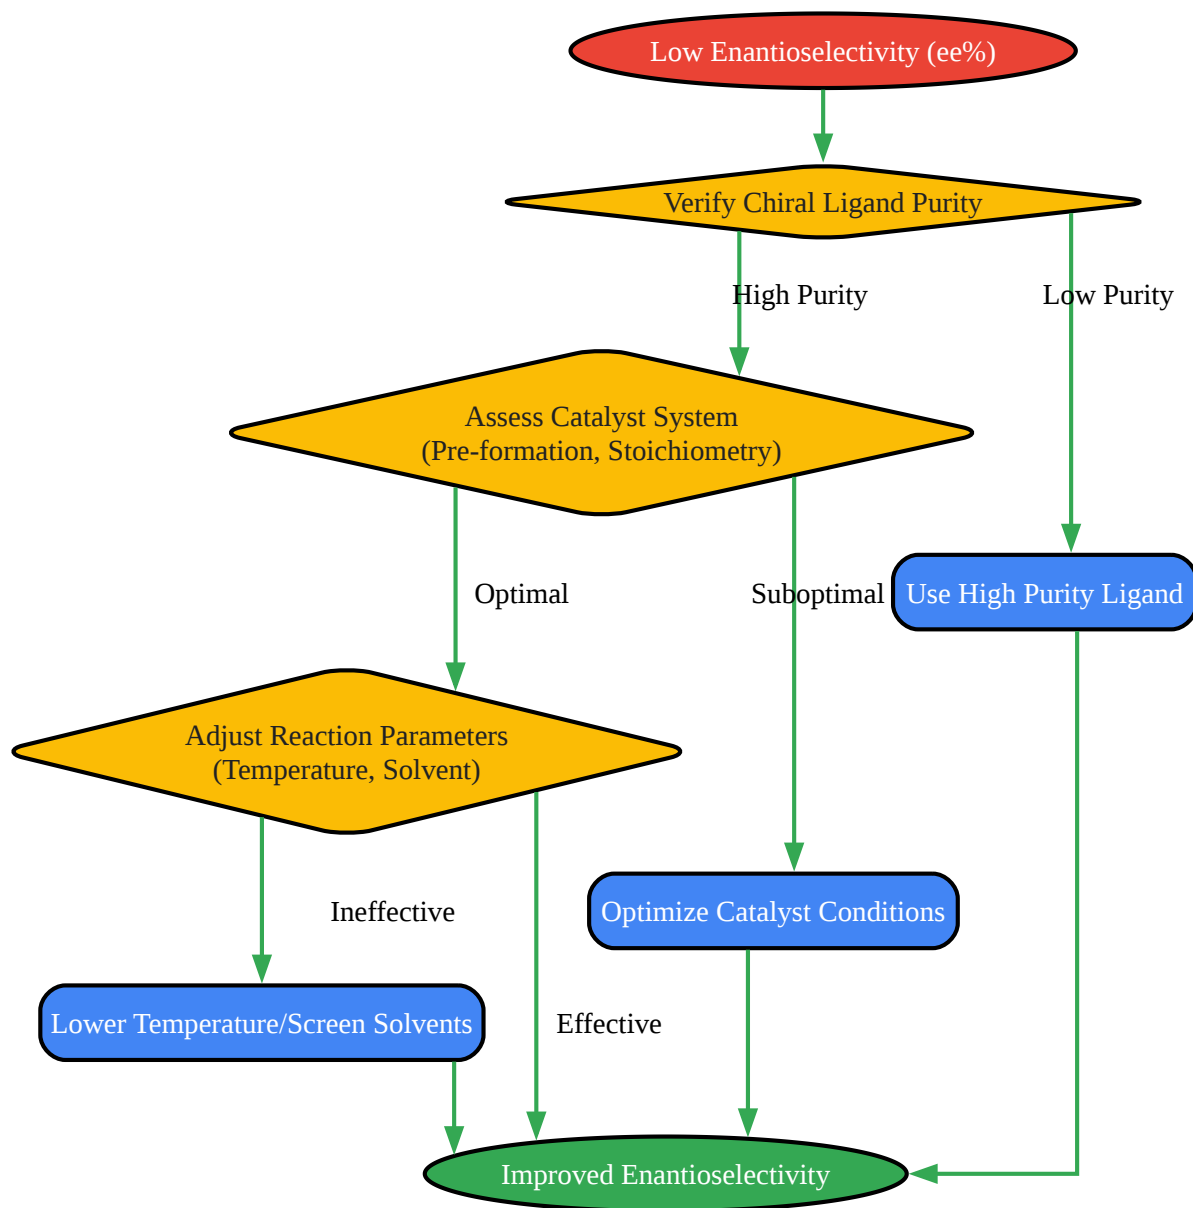 Low Enantioselectivity (ee%)
Verify Chiral Ligand Purity
High Purity
Low Purity
Assess Catalyst System
(Pre-formation, Stoichiometry)
Optimal
Suboptimal
Use High Purity Ligand
Adjust Reaction Parameters
(Temperature, Solvent)
Ineffective
Optimize Catalyst Conditions
Lower Temperature/Screen Solvents
Effective
Improved Enantioselectivity